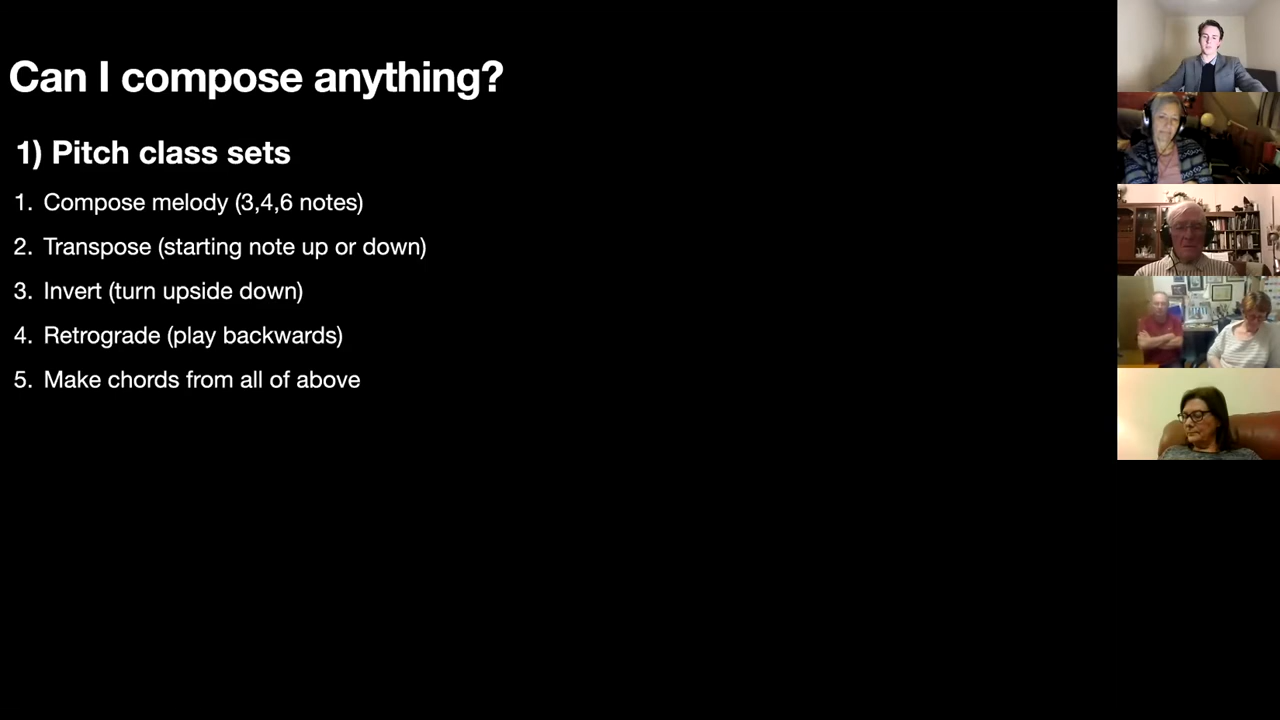 Can I compose anything?
1) Pitch class sets
1. Compose melody (3,4,6 notes)
2. Transpose (starting note up or down)
3. Invert (turn upside down)
4. Retrograde (play backwards)
5. Make chords from all of above